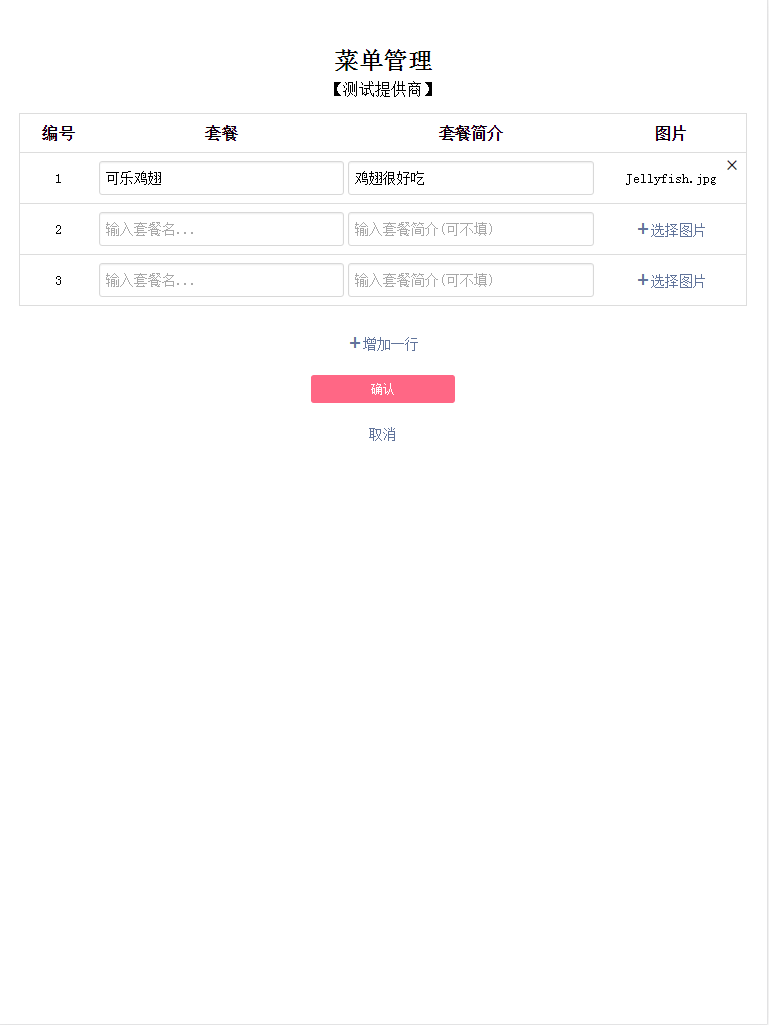 菜单管理
【测试提供商】
编号 套餐 套餐简介 图片
1 可乐鸡翅 鸡翅很好吃 Jellyfish.jpg ×
2 输入套餐名... 输入套餐简介(可不填) +选择图片
3 输入套餐名... 输入套餐简介(可不填) +选择图片
+增加一行
确认
取消